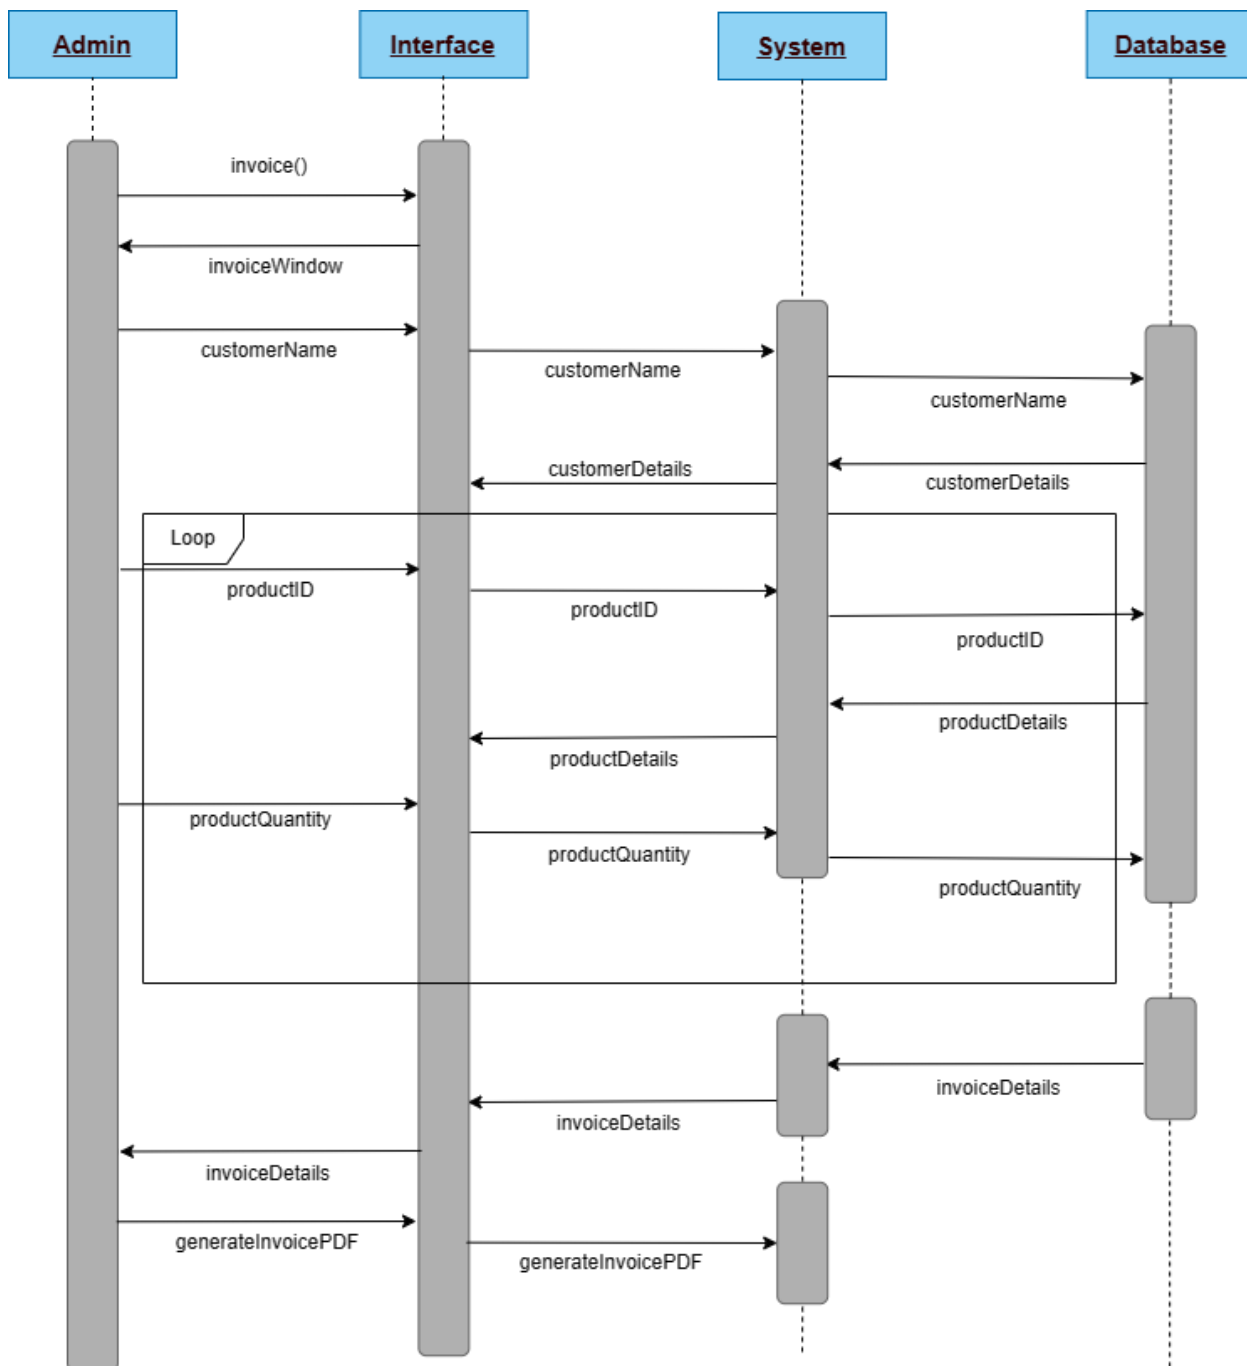 Admin
Interface
System
Database
invoice()
invoiceWindow
customerName
customerName
customerName
customerDetails
customerDetails
Loop
productID
productID
productID
productDetails
productDetails
productQuantity
productQuantity
productQuantity
invoiceDetails
invoiceDetails
invoiceDetails
generateInvoicePDF
generateInvoicePDF